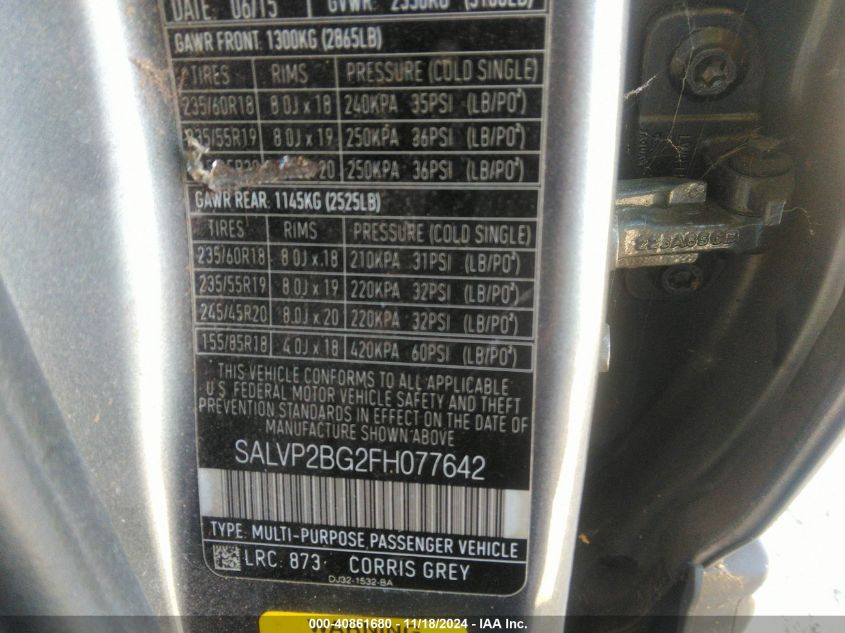 DATE: 06/15 GVWR
GAWR FRONT 1300KG (2865LB)
TIRES RIMS PRESSURE (COLD SINGLE)
235/60R18 8.0J x 18 240KPA 35PSI (LB/PO²)
235/55R19 8.0J x 19 250KPA 36PSI (LB/PO²)
20 250KPA 36PSI (LB/PO²)
GAWR REAR 1145KG (2525LB)
TIRES RIMS PRESSURE (COLD SINGLE)
235/60R18 8.0J x 18 210KPA 31PSI (LB/PO²)
235/55R19 8.0J x 19 220KPA 32PSI (LB/PO²)
245/45R20 8.0J x 20 220KPA 32PSI (LB/PO²)
155/85R18 4.0J x 18 420KPA 60PSI (LB/PO²)
THIS VEHICLE CONFORMS TO ALL APPLICABLE
U.S. FEDERAL MOTOR VEHICLE SAFETY AND THEFT
PREVENTION STANDARDS IN EFFECT ON THE DATE OF
MANUFACTURE SHOWN ABOVE
SALVP2BG2FH077642
TYPE: MULTI-PURPOSE PASSENGER VEHICLE
LRC: 873 CORRIS GREY
DJ32-1532-BA
WARNING
000-40861680 - 11/18/2024 - IAA Inc.